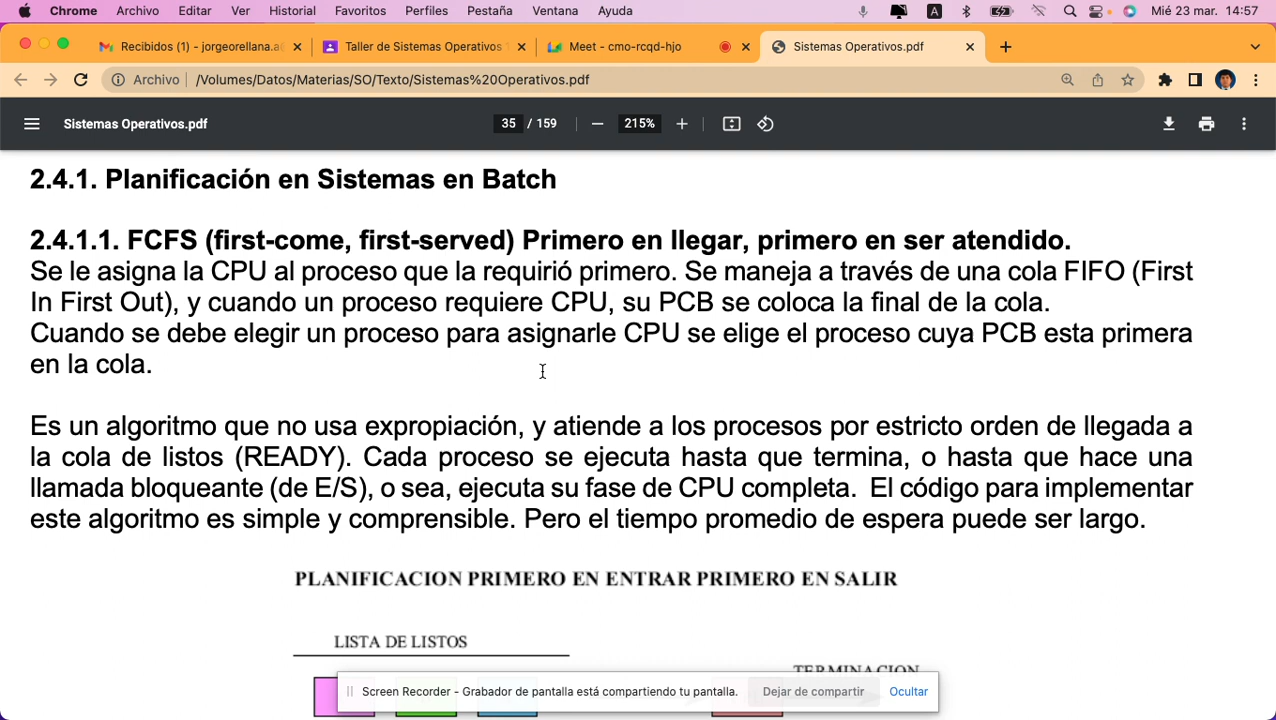 Chrome Archivo Editar Ver Historial Favoritos Perfiles Pestaña Ventana Ayuda A Mié 23 mar. 14:57
Recibidos (1) - jorgeorellana.a Taller de Sistemas Operativos Meet - cmo-rcqd-hjo Sistemas Operativos.pdf
Archivo /Volumes/Datos/Materias/SO/Texto/Sistemas%20Operativos.pdf
Sistemas Operativos.pdf 35 / 159 215%
2.4.1. Planificación en Sistemas en Batch
2.4.1.1. FCFS (first-come, first-served) Primero en llegar, primero en ser atendido.
Se le asigna la CPU al proceso que la requirió primero. Se maneja a través de una cola FIFO (First
In First Out), y cuando un proceso requiere CPU, su PCB se coloca la final de la cola.
Cuando se debe elegir un proceso para asignarle CPU se elige el proceso cuya PCB esta primera
en la cola.
Es un algoritmo que no usa expropiación, y atiende a los procesos por estricto orden de llegada a
la cola de listos (READY). Cada proceso se ejecuta hasta que termina, o hasta que hace una
llamada bloqueante (de E/S), o sea, ejecuta su fase de CPU completa. El código para implementar
este algoritmo es simple y comprensible. Pero el tiempo promedio de espera puede ser largo.
PLANIFICACION PRIMERO EN ENTRAR PRIMERO EN SALIR
LISTA DE LISTOS
TERMINACION
Screen Recorder - Grabador de pantalla está compartiendo tu pantalla. Dejar de compartir Ocultar